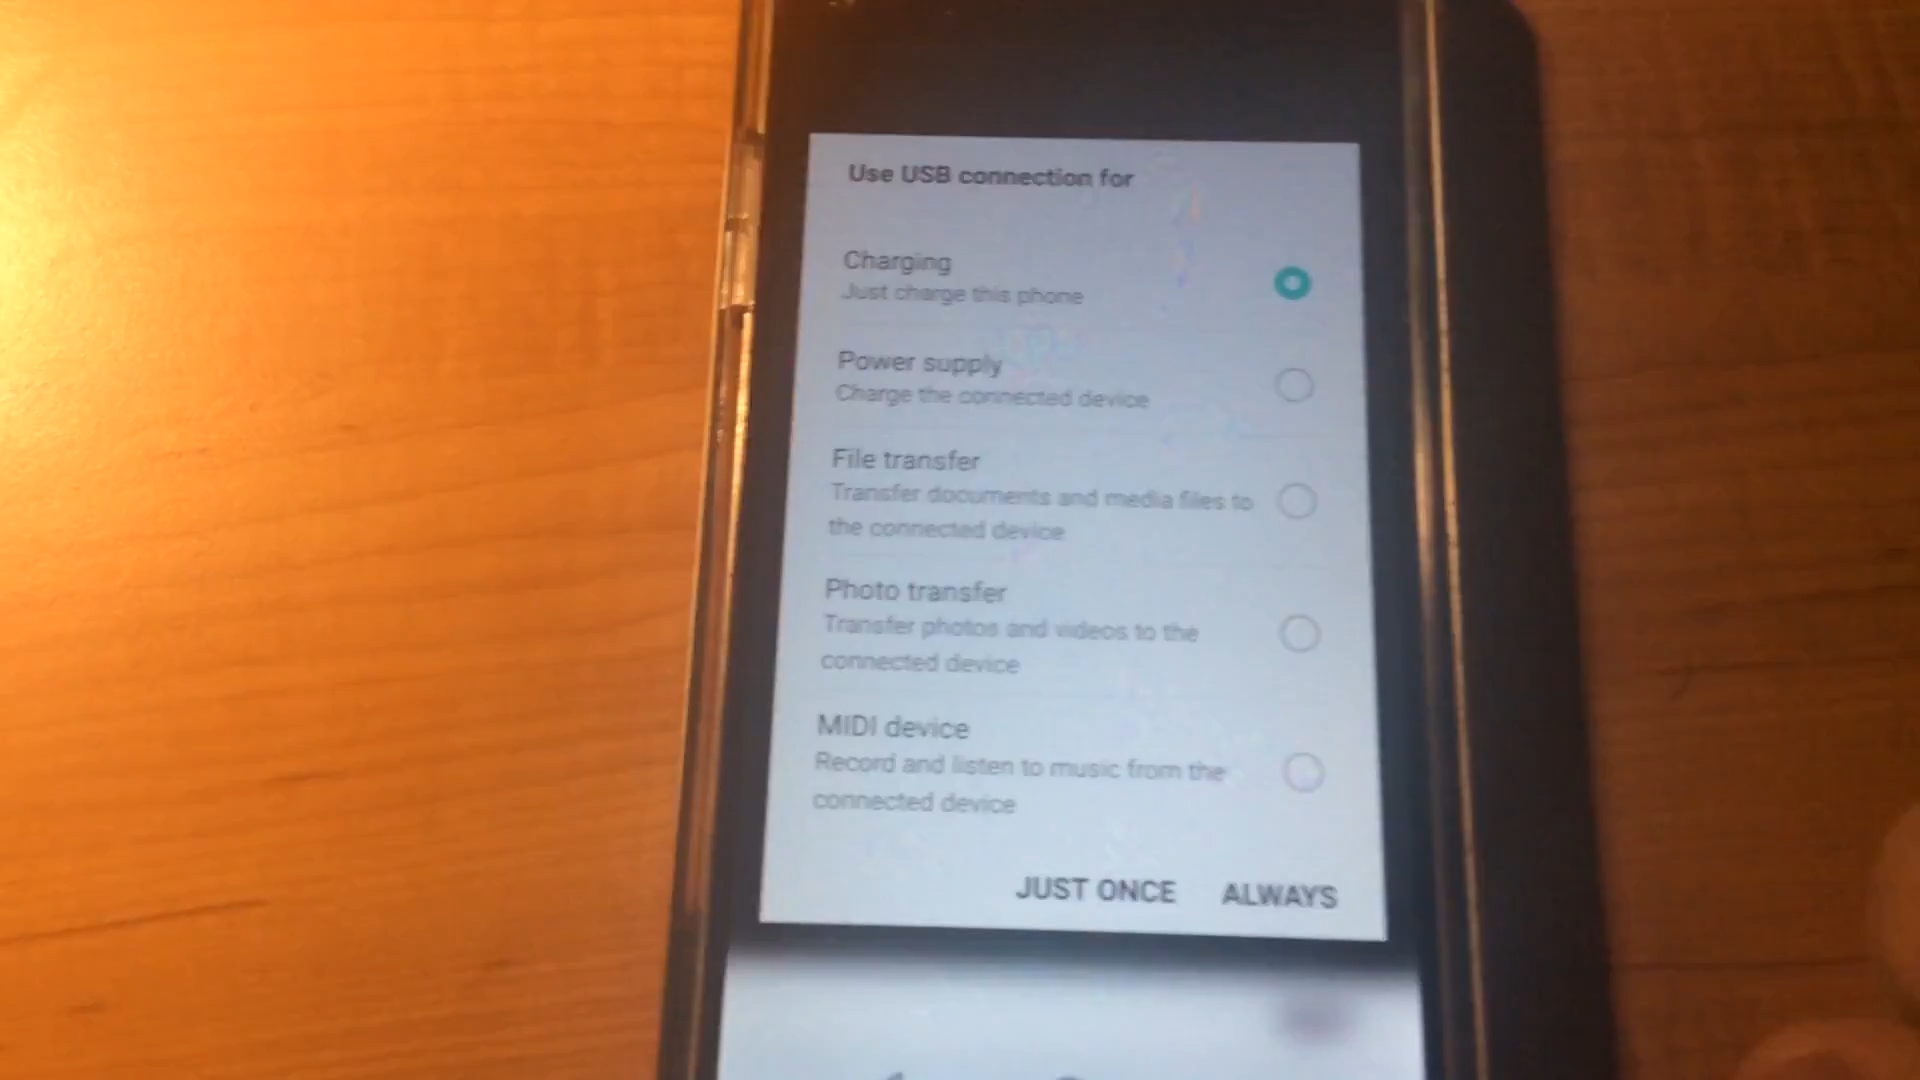 Use USB connection for
Charging
Just charge this phone
Power supply
Charge the connected device
File transfer
Transfer documents and media files to
the connected device
Photo transfer
Transfer photos and videos to the
connected device
MIDI device
Record and listen to music from the
connected device
JUST ONCE ALWAYS